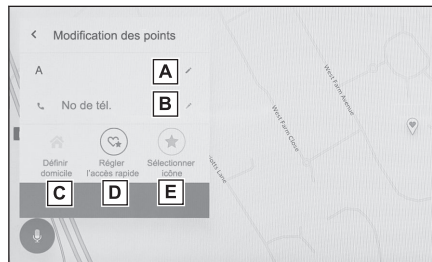 Modification des points
A
A
No de tél.
B
Définir domicile
Régler l'accès rapide
Sélectionner icône
C
D
E
West Farm Avenue
West Farm Close
Lane